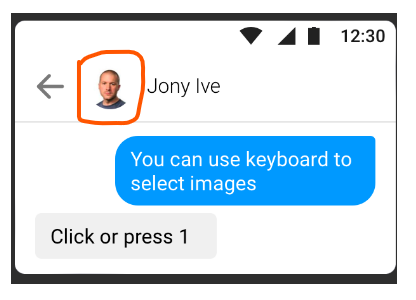 12:30
Jony Ive
You can use keyboard to
select images
Click or press 1